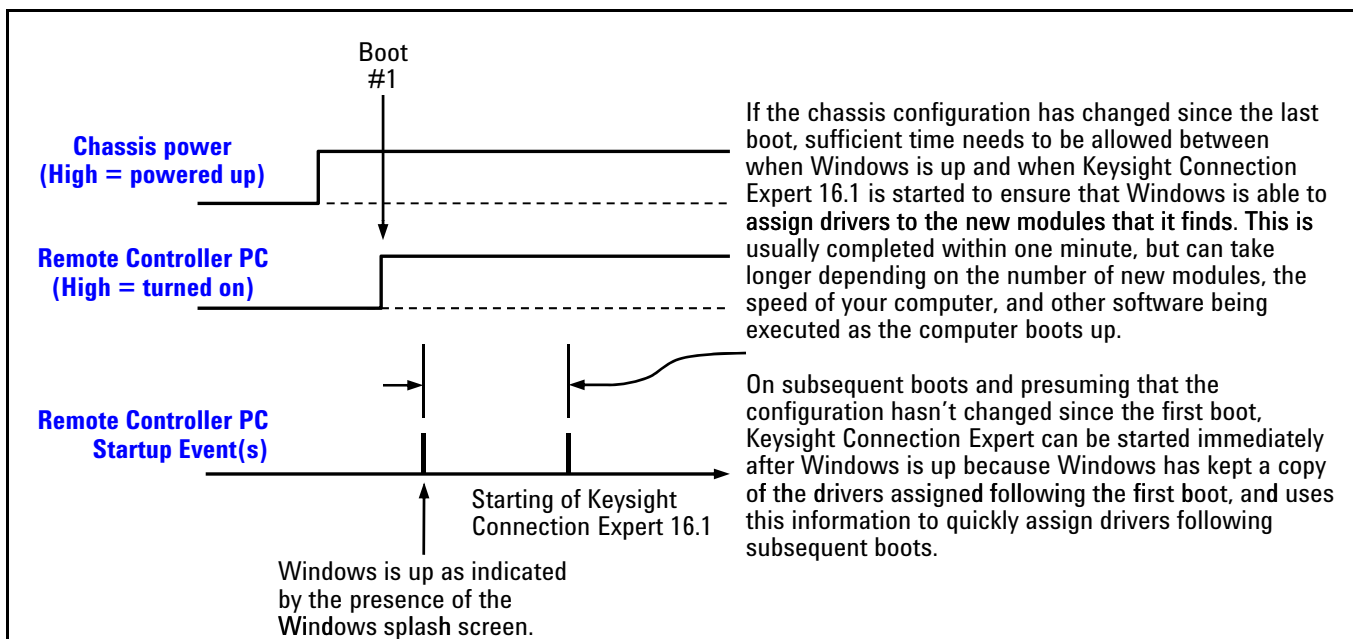 Boot
#1
Chassis power
(High = powered up)
Remote Controller PC
(High = turned on)
Remote Controller PC
Startup Event(s)
Starting of Keysight
Connection Expert 16.1
Windows is up as indicated
by the presence of the
Windows splash screen.
If the chassis configuration has changed since the last
boot, sufficient time needs to be allowed between
when Windows is up and when Keysight Connection
Expert 16.1 is started to ensure that Windows is able to
assign drivers to the new modules that it finds. This is
usually completed within one minute, but can take
longer depending on the number of new modules, the
speed of your computer, and other software being
executed as the computer boots up.
On subsequent boots and presuming that the
configuration hasn't changed since the first boot,
Keysight Connection Expert can be started immediately
after Windows is up because Windows has kept a copy
of the drivers assigned following the first boot, and uses
this information to quickly assign drivers following
subsequent boots.